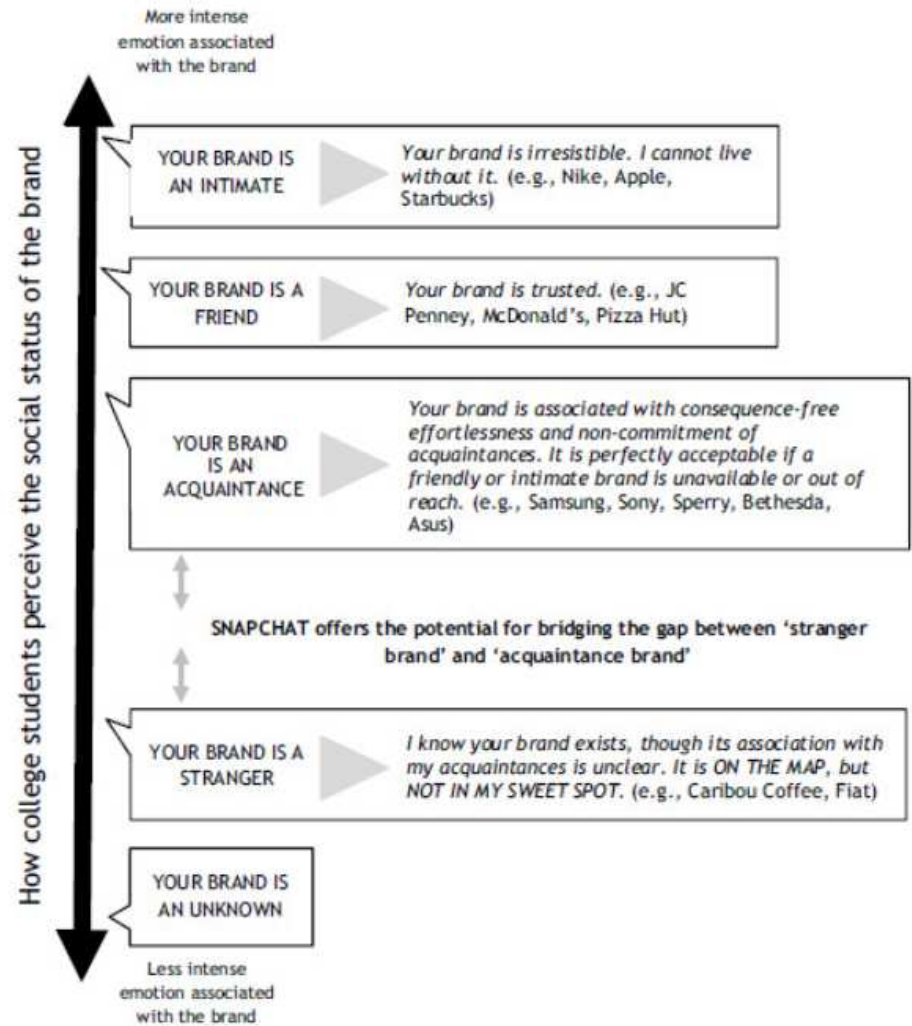 More intense
emotion associated
with the brand
How college students perceive the social status of the brand
YOUR BRAND IS
AN INTIMATE
Your brand is irresistible. I cannot live
without it. (e.g., Nike, Apple,
Starbucks)
YOUR BRAND IS A
FRIEND
Your brand is trusted. (e.g., JC
Penney, McDonald's, Pizza Hut)
YOUR BRAND
IS AN
ACQUAINTANCE
Your brand is associated with consequence-free
effortlessness and non-commitment of
acquaintances. It is perfectly acceptable if a
friendly or intimate brand is unavailable or out of
reach. (e.g., Samsung, Sony, Sperry, Bethesda,
Asus)
SNAPCHAT offers the potential for bridging the gap between 'stranger
brand' and 'acquaintance brand'
YOUR BRAND IS A
STRANGER
I know your brand exists, though its association with
my acquaintances is unclear. It is ON THE MAP, but
NOT IN MY SWEET SPOT. (e.g., Caribou Coffee, Fiat)
YOUR BRAND IS
AN UNKNOWN
Less intense
emotion associated
with the brand